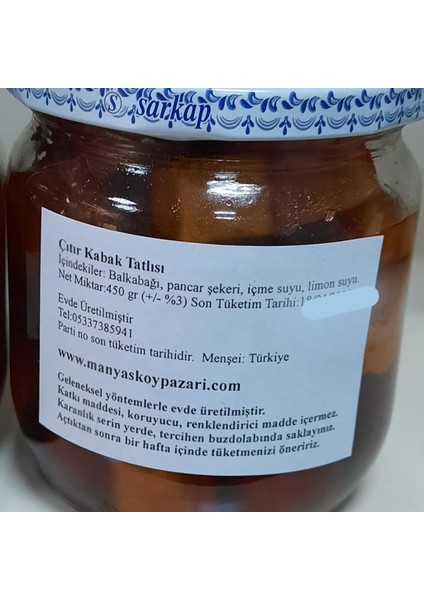 S sarkap
Çıtır Kabak Tatlısı
İçindekiler: Balkabağı, pancar şekeri, içme suyu, limon suyu.
Net Miktar:450 gr (+/- %3) Son Tüketim Tarihi:
Evde Üretilmiştir
Tel:05337385941
Parti no son tüketim tarihidir. Menşei: Türkiye
www.manyaskoypazari.com
Geleneksel yöntemlerle evde üretilmiştir.
Katkı maddesi, koruyucu, renklendirici madde içermez.
Karanlık serin yerde, tercihen buzdolabında saklayınız.
Açtıktan sonra bir hafta içinde tüketmenizi öneririz.